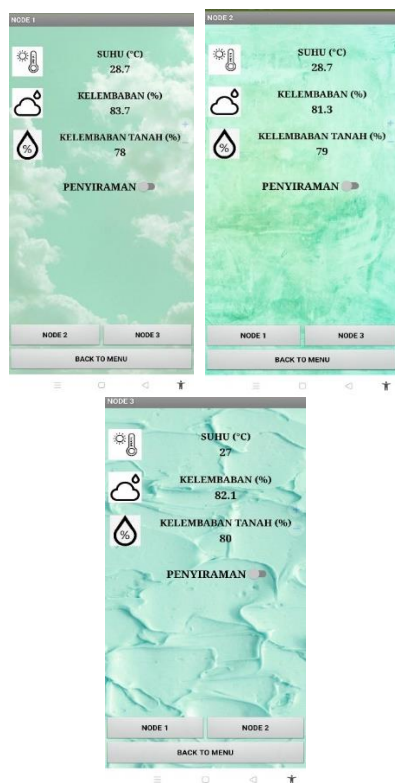 NODE 1
SUHU (°C)
28.7
KELEMBABAN (%)
83.7
%
KELEMBABAN TANAH (%)
78
PENYIRAMAN
NODE 2
NODE 3
BACK TO MENU
NODE 2
SUHU (°C)
28.7
KELEMBABAN (%)
81.3
%
KELEMBABAN TANAH (%)
79
PENYIRAMAN
NODE 1
NODE 3
BACK TO MENU
NODE 3
SUHU (°C)
27
KELEMBABAN (%)
82.1
%
KELEMBABAN TANAH (%)
80
PENYIRAMAN
NODE 1
NODE 2
BACK TO MENU